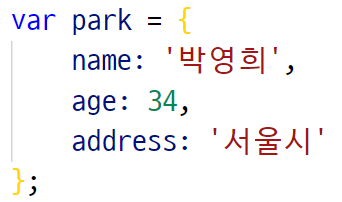 var park = {
    name: '박영희',
    age: 34,
    address: '서울시'
};